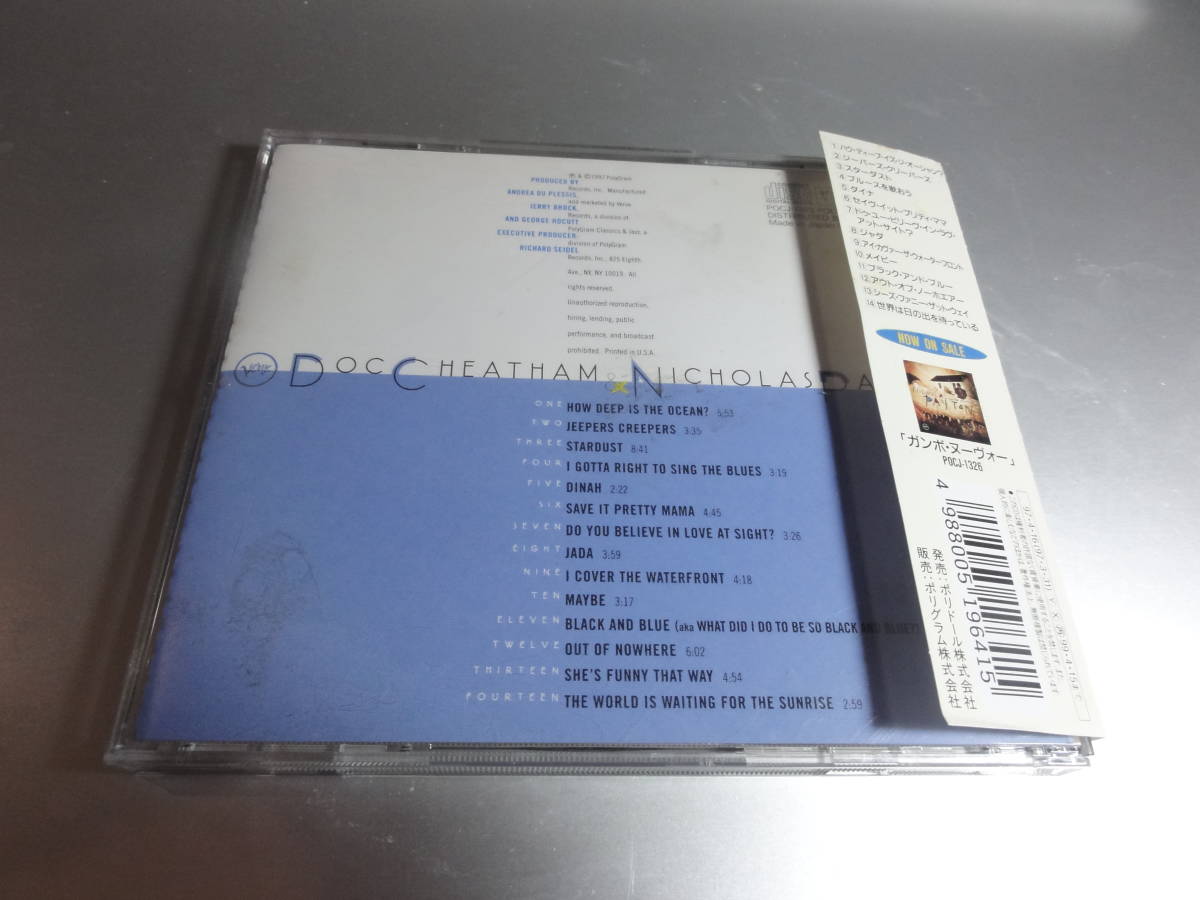 PRODUCED BY
ANDREA DU PLESSIS,
JERRY BROCK,
AND GEORGE HOCUTT
EXECUTIVE PRODUCER,
RICHARD SEIDEL
℗ & ©1997 PolyGram
Records, Inc. Manufactured
and marketed by Verve
Records, a division of
PolyGram Classics & Jazz, a
division of PolyGram
Records, Inc., 825 Eighth
Ave., NY, NY 10019. All
rights reserved.
Unauthorized reproduction,
hiring, lending, public
performance, and broadcast
prohibited. Printed in U.S.A.
DISTRIBUTED
Made in Japan
Verve
DOC CHEATHAM & NICHOLAS
ONE HOW DEEP IS THE OCEAN? 5:53
TWO JEEPERS CREEPERS 3:35
THREE STARDUST 8:41
FOUR I GOTTA RIGHT TO SING THE BLUES 3:19
FIVE DINAH 2:22
SIX SAVE IT PRETTY MAMA 4:45
SEVEN DO YOU BELIEVE IN LOVE AT SIGHT? 3:26
EIGHT JADA 3:59
NINE I COVER THE WATERFRONT 4:18
TEN MAYBE 3:17
ELEVEN BLACK AND BLUE (aka WHAT DID I DO TO BE SO BLACK AND BLUE?)
TWELVE OUT OF NOWHERE 6:02
THIRTEEN SHE'S FUNNY THAT WAY 4:54
FOURTEEN THE WORLD IS WAITING FOR THE SUNRISE 2:59
1.ハウ・ディープ・イズ・ジ・オーシャン?
2.ジーパーズ・クリーパーズ
3.スターダスト
4.ブルースを歌おう
5.ダイナ
6.セイヴ・イット・プリティ・ママ
7.ドゥ・ユー・ビリーヴ・イン・ラヴ・
アット・サイト?
8.ジャダ
9.アイ・カヴァー・ザ・ウォーターフロント
10.メイビー
11.ブラック・アンド・ブルー
12.アウト・オブ・ノーホエアー
13.シーズ・ファニー・ザット・ウェイ
14.世界は日の出を待っている
NOW ON SALE
PAYTON
「ガンボ・ヌーヴォー」
POCJ-1326
4 988005 196415
発売:ポリドール株式会社
販売:ポリグラム株式会社